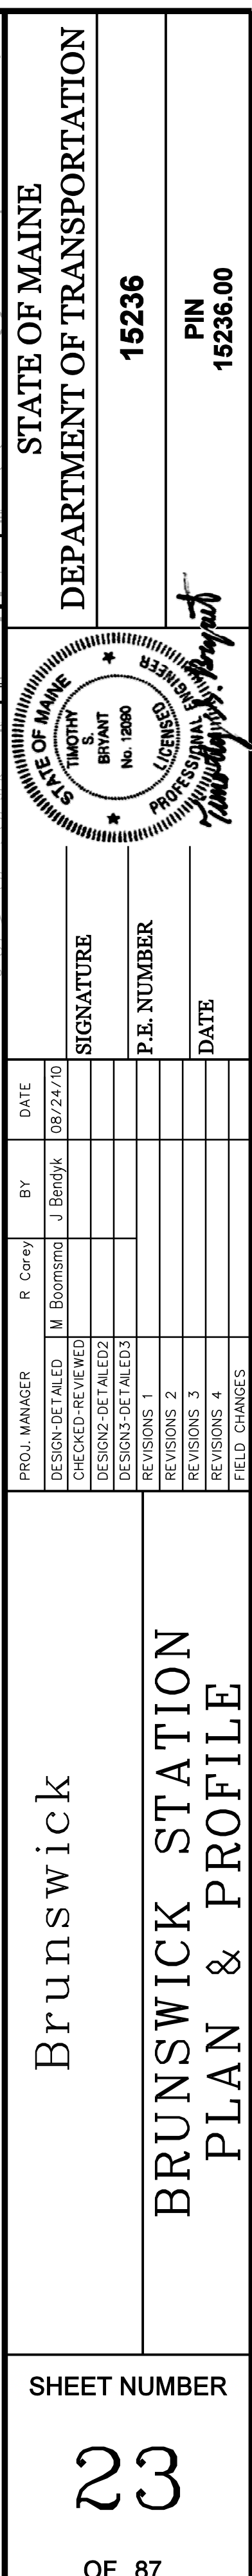 STATE OF MAINE
DEPARTMENT OF TRANSPORTATION
15236
PIN
15236.00
STATE OF MAINE
TIMOTHY
S.
BRYANT
No. 12090
LICENSED
PROFESSIONAL ENGINEER
Timothy S. Bryant
SIGNATURE
P.E. NUMBER
DATE
PROJ. MANAGER R Carey BY DATE
DESIGN-DETAILED M Boomsma J Bendyk 08/24/10
CHECKED-REVIEWED
DESIGN2-DETAILED2
DESIGN3-DETAILED3
REVISIONS 1
REVISIONS 2
REVISIONS 3
REVISIONS 4
FIELD CHANGES
Brunswick
BRUNSWICK STATION
PLAN & PROFILE
SHEET NUMBER
23
OF 87